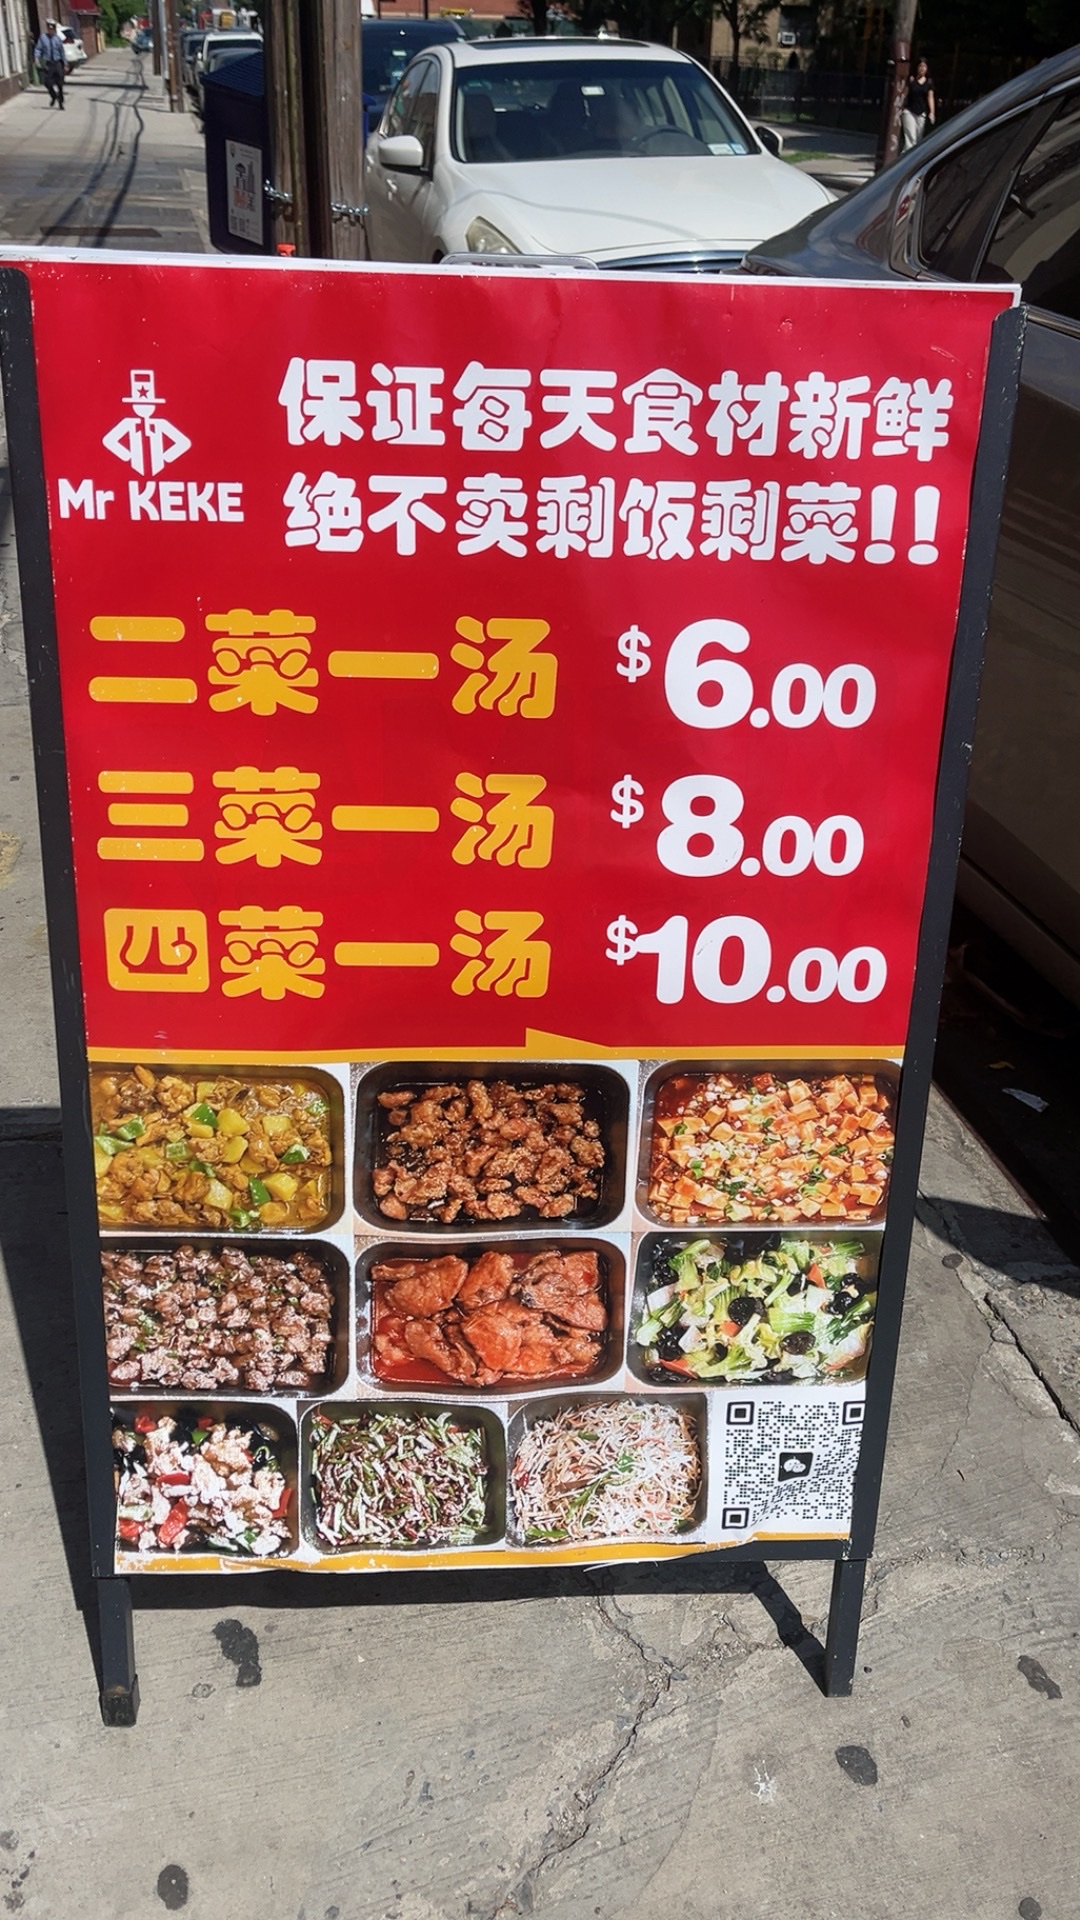 Mr KEKE
保证每天食材新鲜
绝不卖剩饭剩菜!!
二菜一汤 $6.00
三菜一汤 $8.00
四菜一汤 $10.00